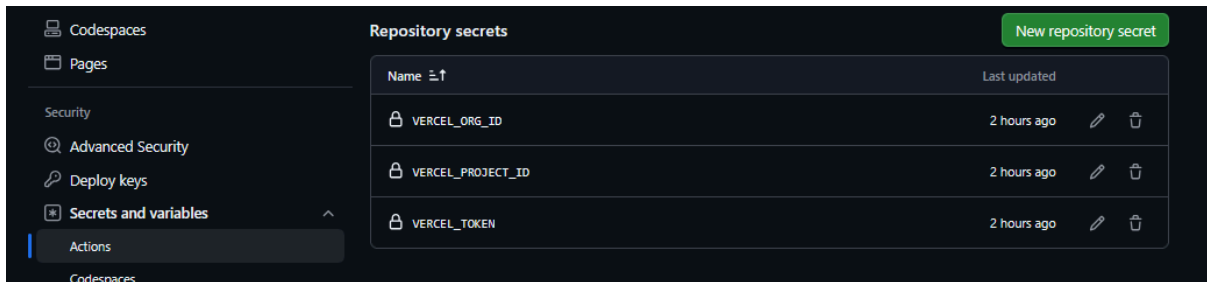 Codespaces
Pages
Security
Advanced Security
Deploy keys
Secrets and variables
Actions
Codespaces
Repository secrets
New repository secret
Name
Last updated
VERCEL_ORG_ID
2 hours ago
VERCEL_PROJECT_ID
2 hours ago
VERCEL_TOKEN
2 hours ago